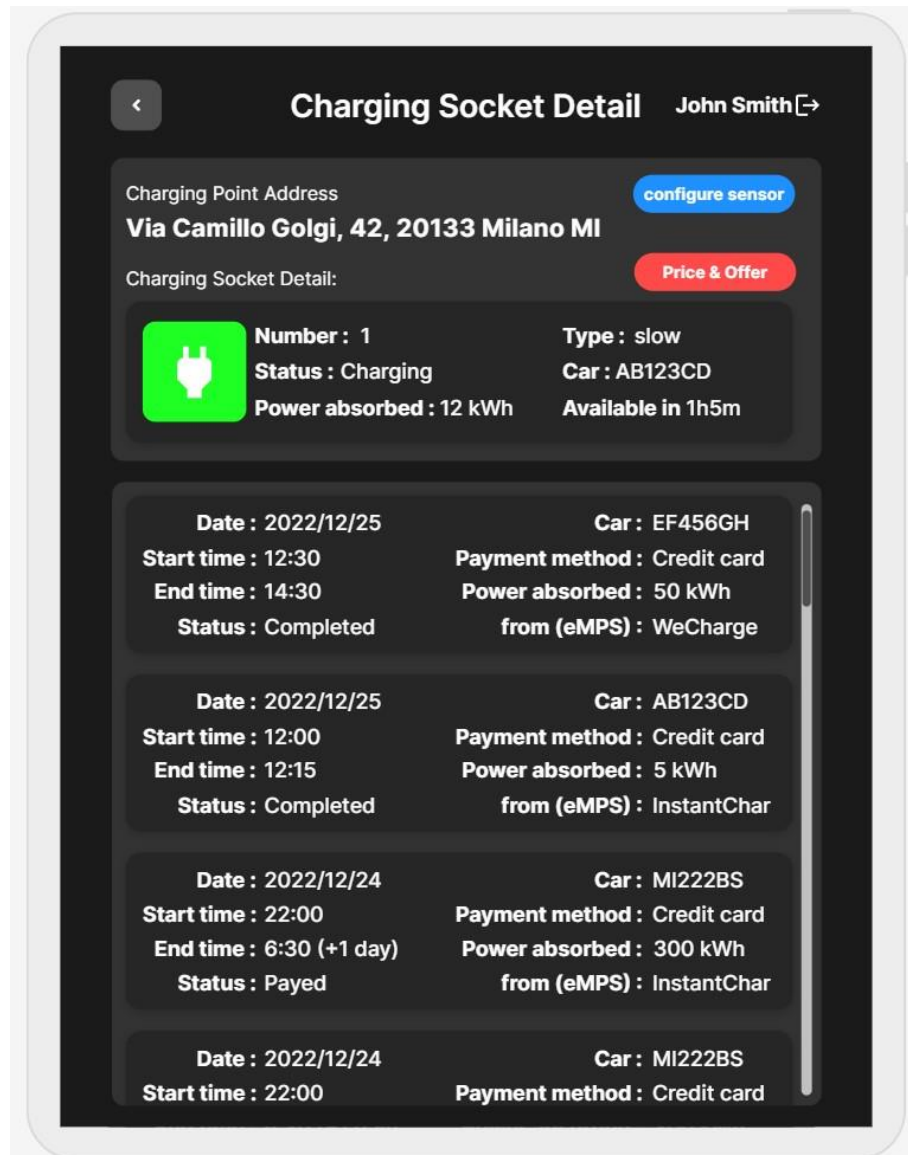 Charging Socket Detail John Smith
Charging Point Address
configure sensor
Via Camillo Golgi, 42, 20133 Milano MI
Charging Socket Detail:
Price & Offer
Number : 1 Type : slow
Status : Charging Car : AB123CD
Power absorbed : 12 kWh Available in 1h5m
Date : 2022/12/25 Car : EF456GH
Start time : 12:30 Payment method : Credit card
End time : 14:30 Power absorbed : 50 kWh
Status : Completed from (eMPS) : WeCharge
Date : 2022/12/25 Car : AB123CD
Start time : 12:00 Payment method : Credit card
End time : 12:15 Power absorbed : 5 kWh
Status : Completed from (eMPS) : InstantChar
Date : 2022/12/24 Car : MI222BS
Start time : 22:00 Payment method : Credit card
End time : 6:30 (+1 day) Power absorbed : 300 kWh
Status : Payed from (eMPS) : InstantChar
Date : 2022/12/24 Car : MI222BS
Start time : 22:00 Payment method : Credit card